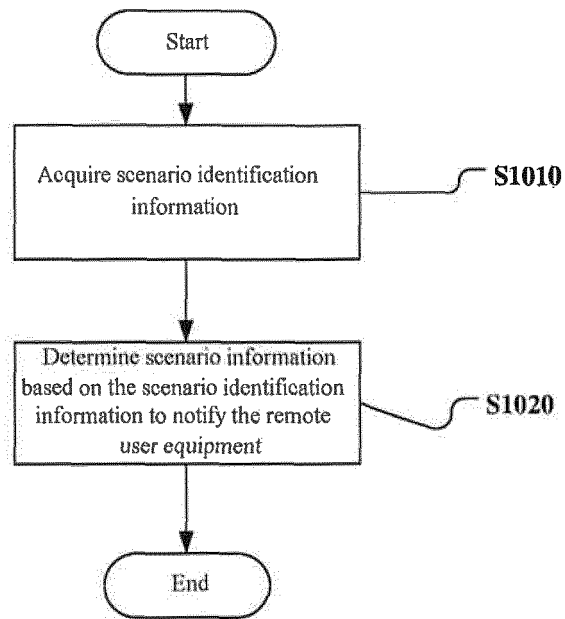 Start
Acquire scenario identification
information
S1010
Determine scenario information
based on the scenario identification
information to notify the remote
user equipment
S1020
End